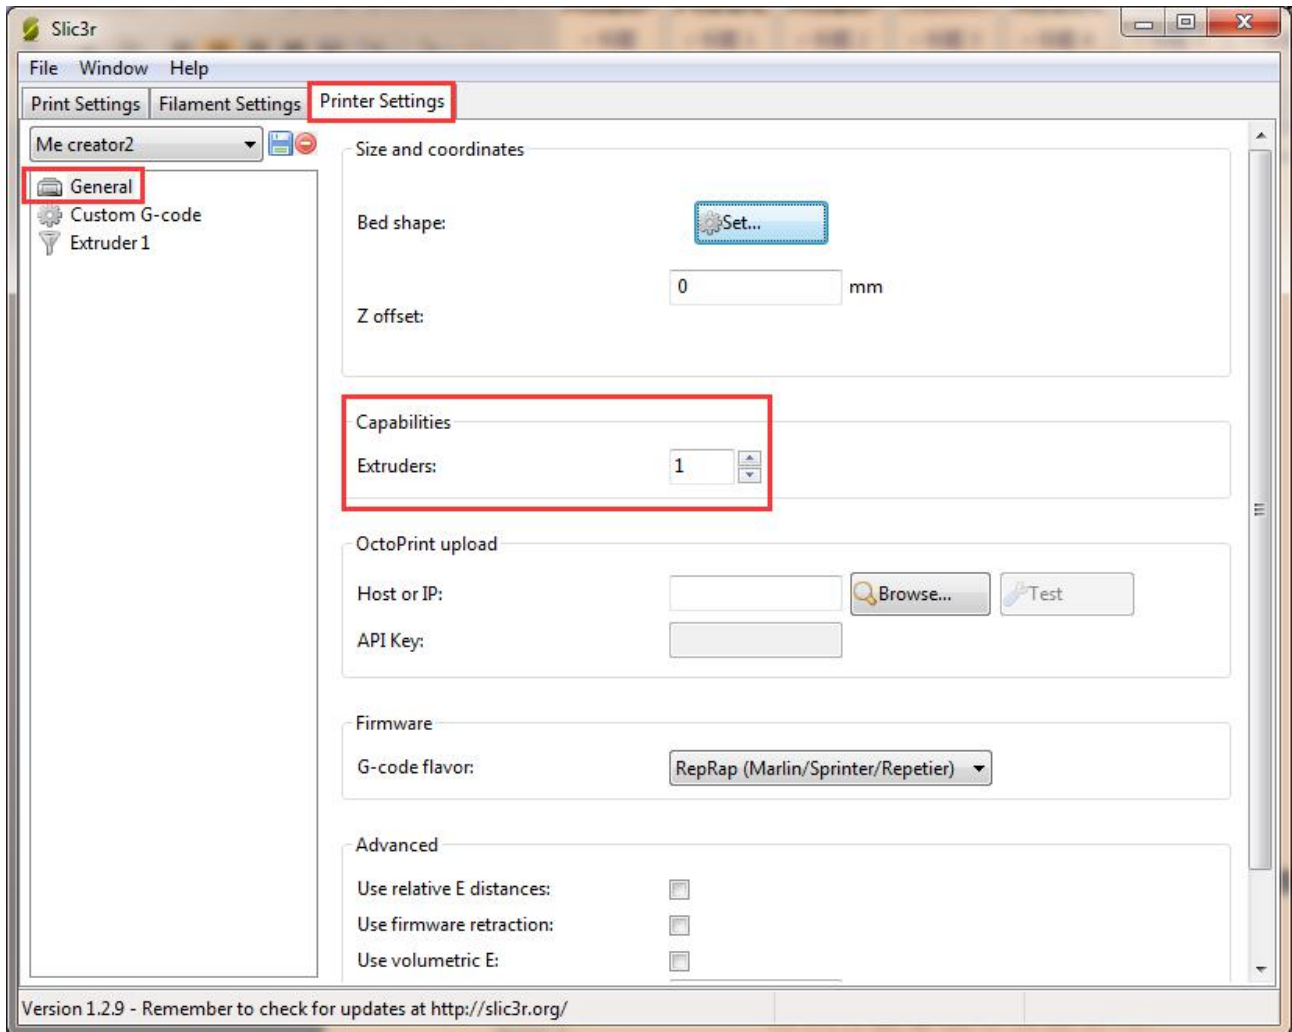 Slic3r
File Window Help
Print Settings Filament Settings Printer Settings
Me creator2
General
Custom G-code
Extruder 1
Size and coordinates
Bed shape: Set...
0 mm
Z offset:
Capabilities
Extruders: 1
OctoPrint upload
Host or IP: Browse... Test
API Key:
Firmware
G-code flavor: RepRap (Marlin/Sprinter/Repetier)
Advanced
Use relative E distances:
Use firmware retraction:
Use volumetric E:
Version 1.2.9 - Remember to check for updates at http://slic3r.org/